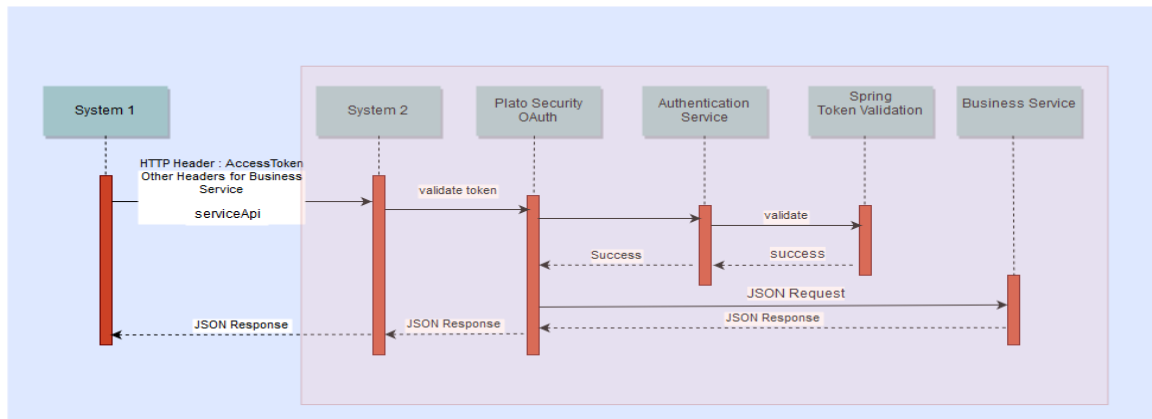 System 1
System 2
Plato Security
OAuth
Authentication
Service
Spring
Token Validation
Business Service
HTTP Header : AccessToken
Other Headers for Business
Service
serviceApi
validate token
validate
Success
success
JSON Request
JSON Response
JSON Response
JSON Response